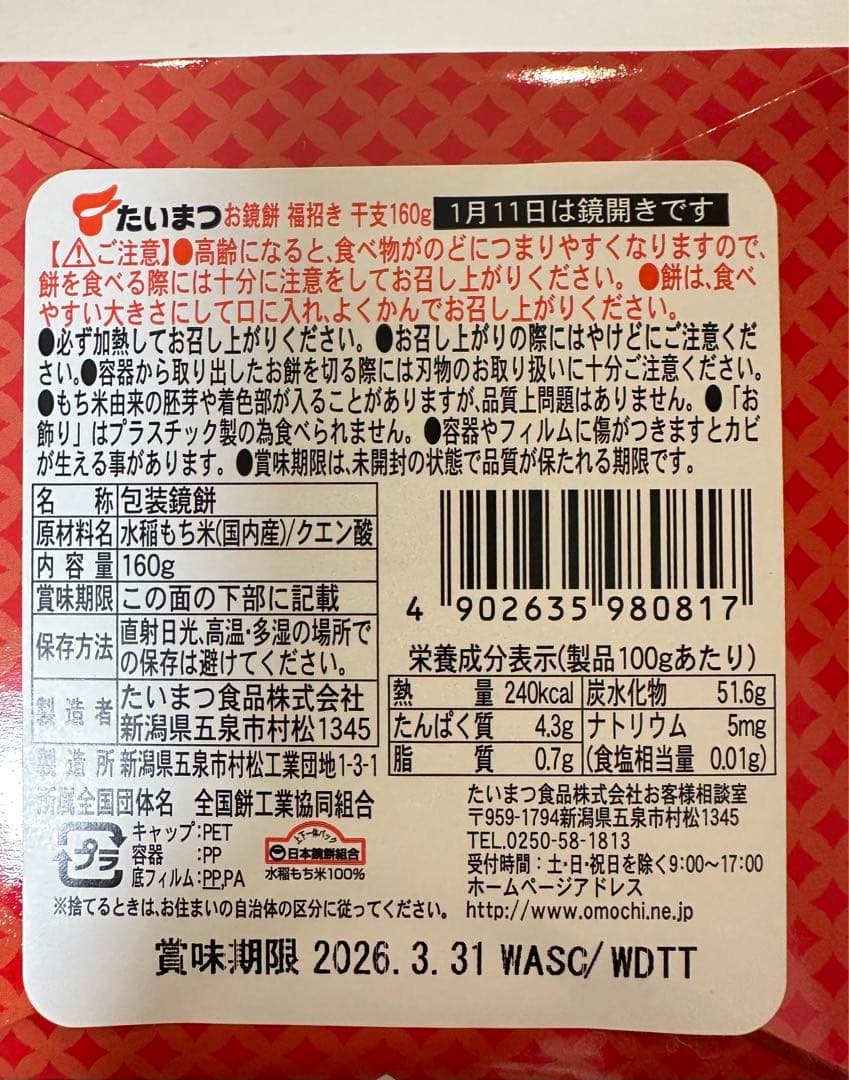 たいまつ お鏡餅 福招き 干支160g 1月11日は鏡開きです
【⚠ご注意】●高齢になると、食べ物がのどにつまりやすくなりますので、
餅を食べる際には十分に注意をしてお召し上がりください。●餅は、食べ
やすい大きさにして口に入れ、よくかんでお召し上がりください。
●必ず加熱してお召し上がりください。●お召し上がりの際にはやけどにご注意くだ
さい。●容器から取り出したお餅を切る際には刃物のお取り扱いに十分ご注意ください。
●もち米由来の胚芽や着色部が入ることがありますが、品質上問題はありません。●「お
飾り」はプラスチック製の為食べられません。●容器やフィルムに傷がつきますとカビ
が生える事があります。●賞味期限は、未開封の状態で品質が保たれる期限です。
名称 包装鏡餅
原材料名 水稲もち米(国内産)/クエン酸
内容量 160g
賞味期限 この面の下部に記載
保存方法 直射日光、高温・多湿の場所で
の保存は避けてください。
製造者 たいまつ食品株式会社
新潟県五泉市村松1345
製造所 新潟県五泉市村松工業団地1-3-1
所属全国団体名 全国餅工業協同組合
プラ
キャップ:PET
容器:PP
底フィルム:PP,PA
上下一体パック
日本鏡餅組合
水稲もち米100%
※捨てるときは、お住まいの自治体の区分に従ってください。
4 902635 980817
栄養成分表示(製品100gあたり)
熱量 240kcal 炭水化物 51.6g
たんぱく質 4.3g ナトリウム 5mg
脂質 0.7g (食塩相当量 0.01g)
たいまつ食品株式会社お客様相談室
〒959-1794新潟県五泉市村松1345
TEL.0250-58-1813
受付時間:土・日・祝日を除く9:00〜17:00
ホームページアドレス
http://www.omochi.ne.jp
賞味期限 2026.3.31 WASC/WDTT